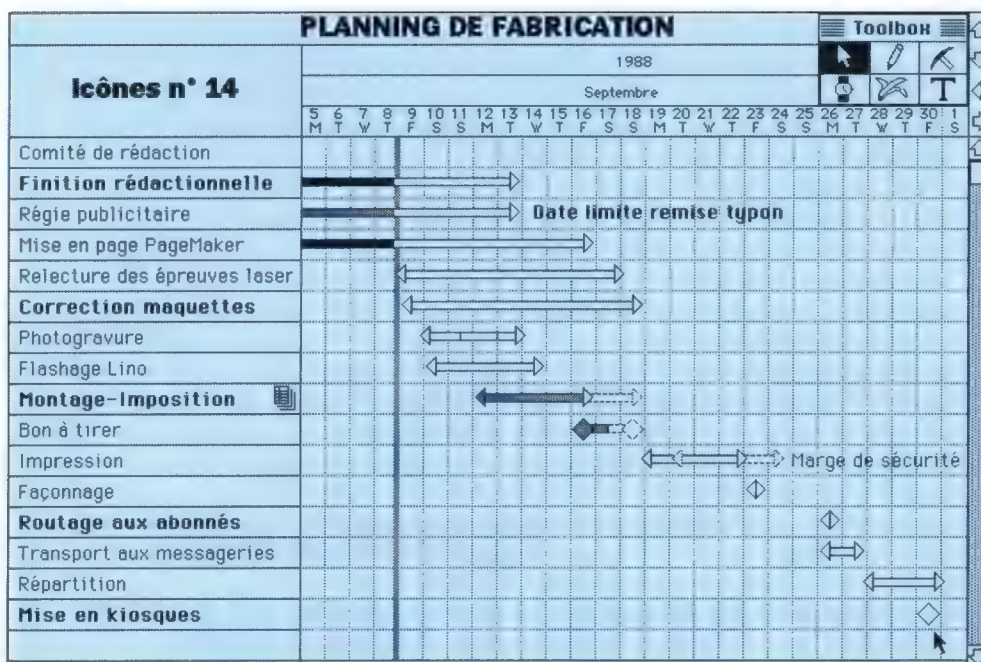 PLANNING DE FABRICATION
Toolbox
Icônes n° 14
1988
Septembre
T
5 6 7 8 9 10 11 12 13 14 15 16 17 18 19 20 21 22 23 24 25 26 27 28 29 30 1
M T W T F S S M T W T F S S M T W T F S S M T W T F S
Comité de rédaction
Finition rédactionnelle
Régie publicitaire
Date limite remise typon
Mise en page PageMaker
Relecture des épreuves laser
Correction maquettes
Photogravure
Flashage Lino
Montage-Imposition
Bon à tirer
Impression
Marge de sécurité
Façonnage
Routage aux abonnés
Transport aux messageries
Répartition
Mise en kiosques